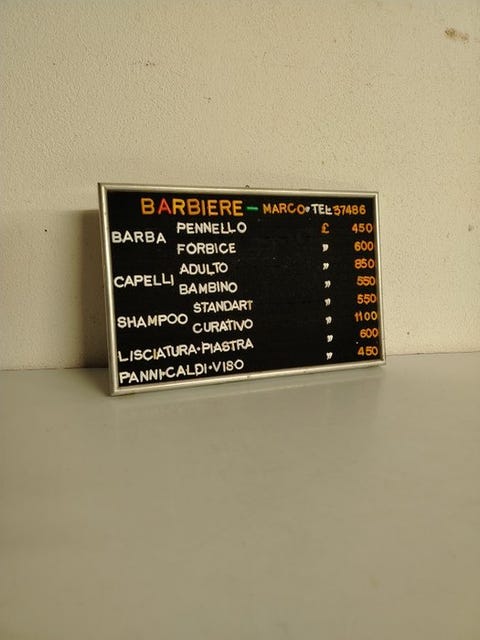 BARBIERE - MARCO • TEL: 37486
BARBA PENNELLO £ 450
FORBICE " 600
CAPELLI ADULTO " 850
BAMBINO " 550
SHAMPOO STANDART " 550
CURATIVO " 1100
LISCIATURA•PIASTRA " 600
PANNI•CALDI•VISO " 450